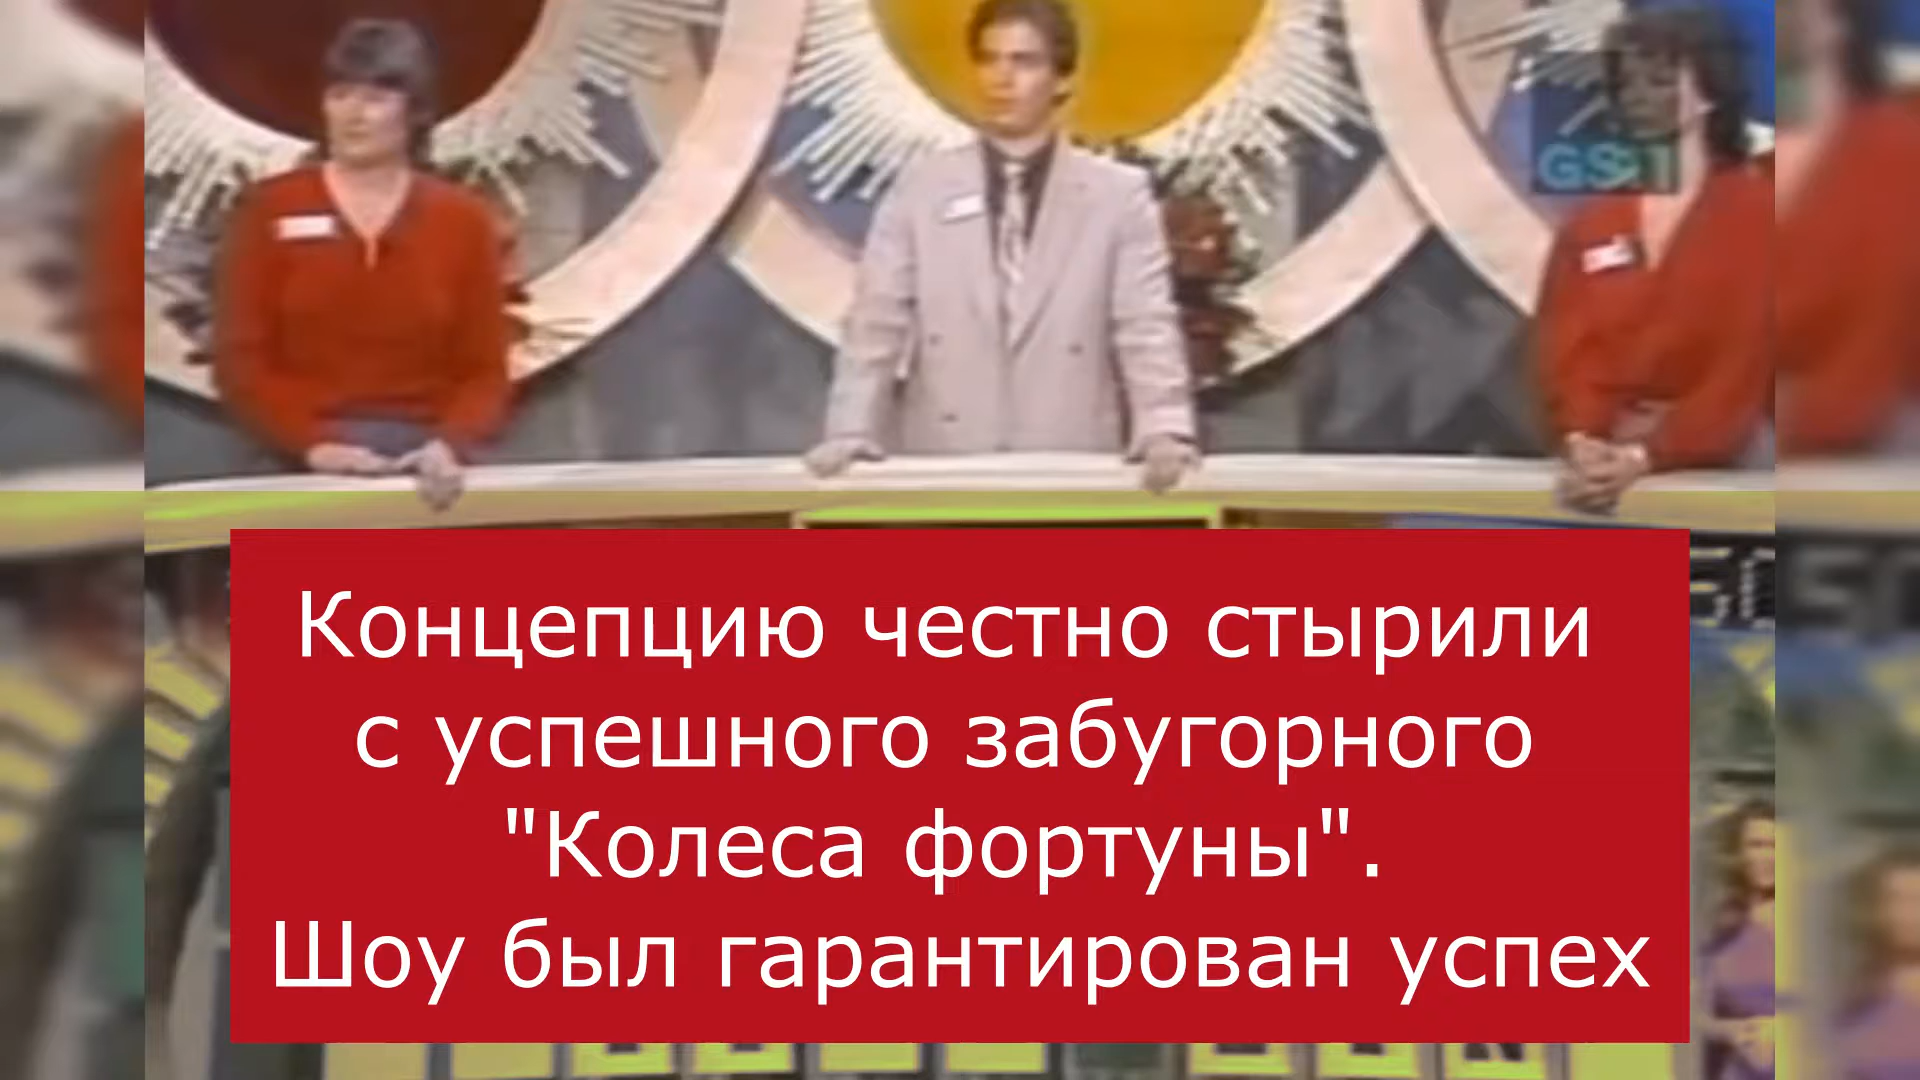 Концепцию честно стырили
с успешного забугорного
"Колеса фортуны".
Шоу был гарантирован успех